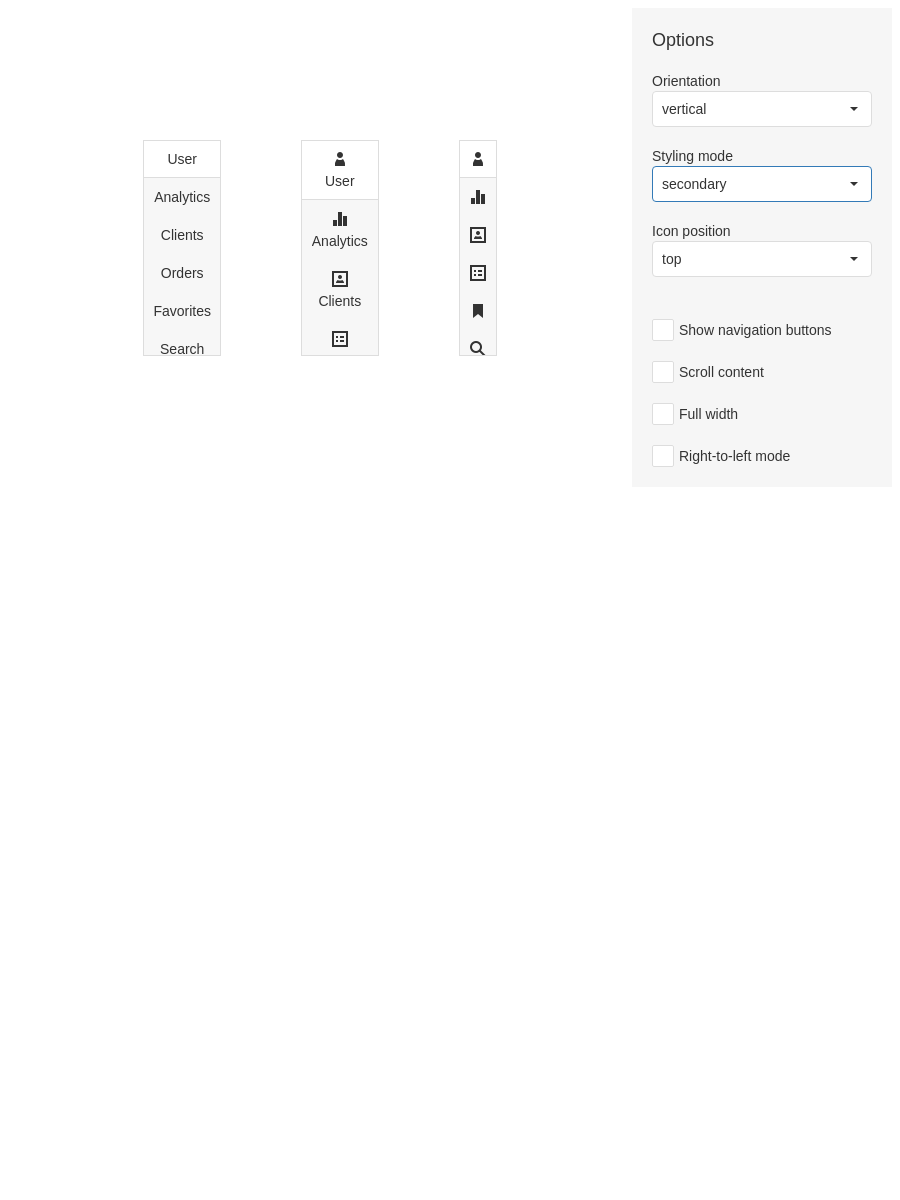 User
Analytics
Clients
Orders
Favorites
Search
User
Analytics
Clients
Options
Orientation
vertical
Styling mode
secondary
Icon position
top
Show navigation buttons
Scroll content
Full width
Right-to-left mode